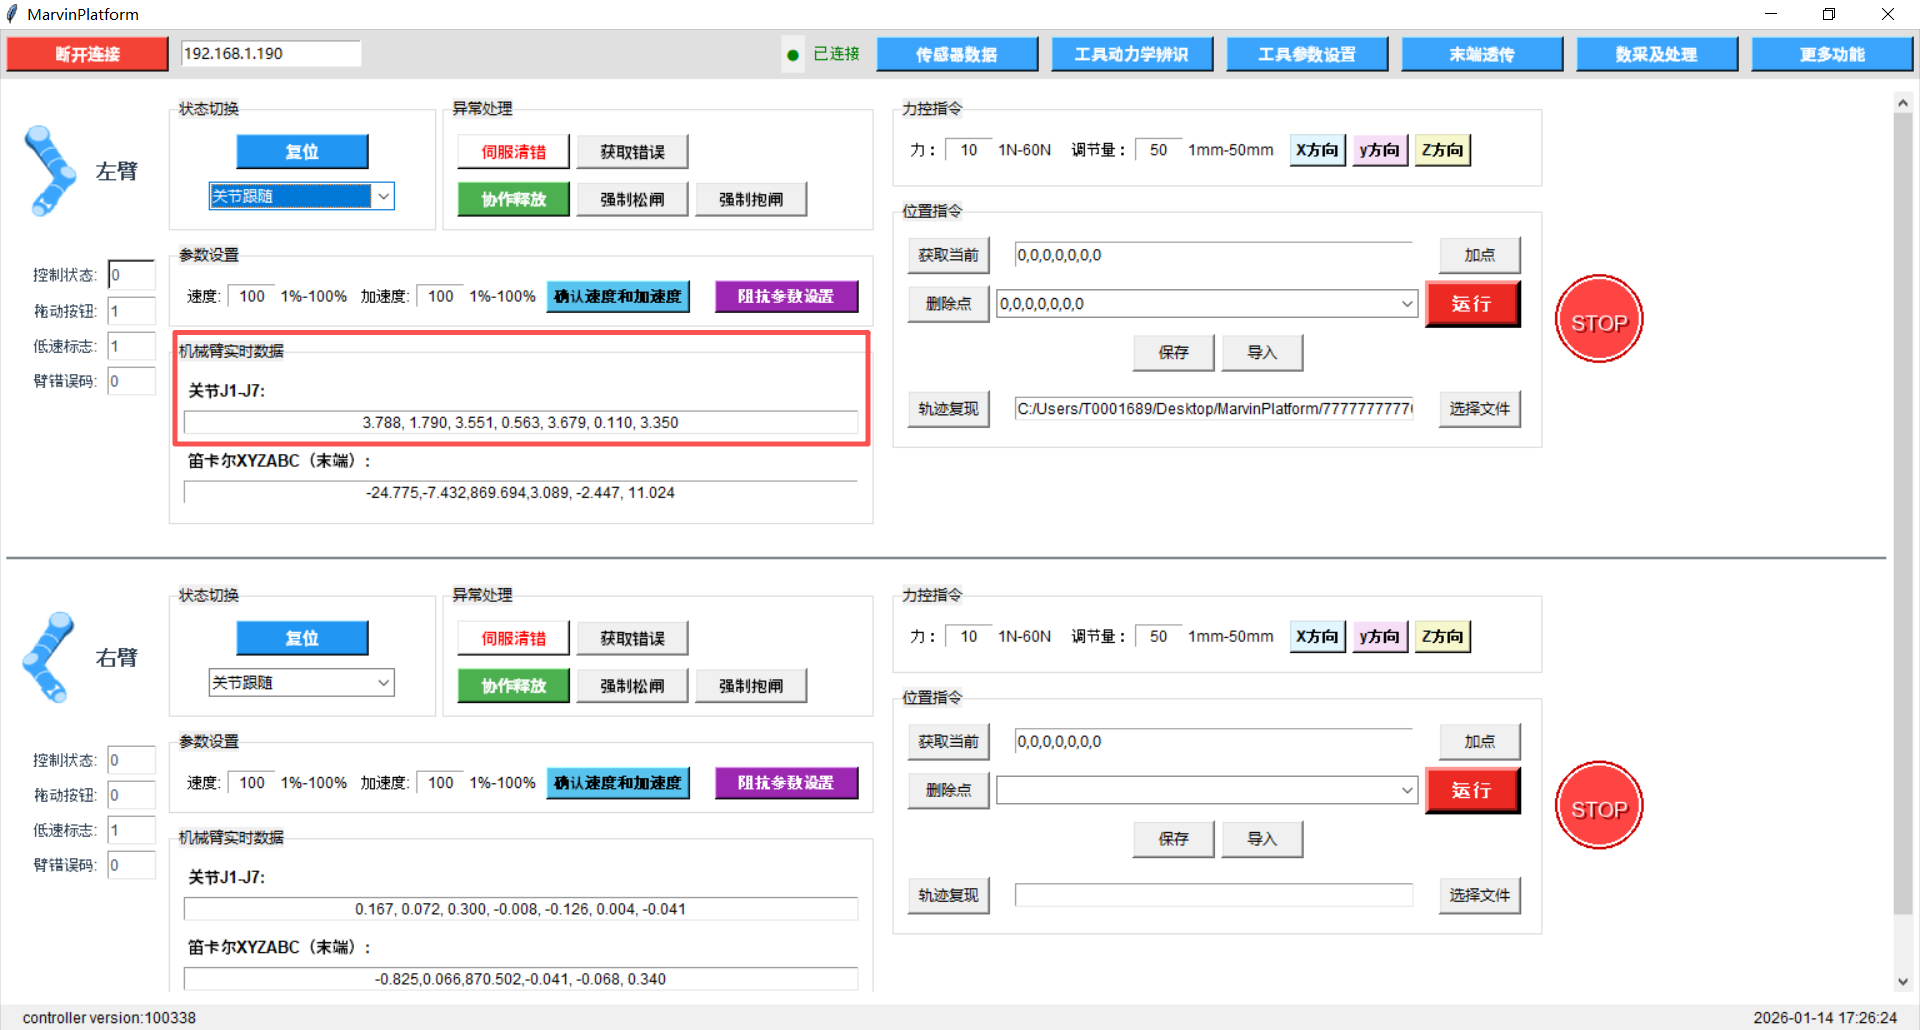 MarvinPlatform
断开连接
192.168.1.190
已连接
传感器数据
工具动力学辨识
工具参数设置
末端透传
数采及处理
更多功能
左臂
控制状态: 0
拖动按钮: 1
低速标志: 1
臂错误码: 0
状态切换
复位
关节跟随
异常处理
伺服清错 获取错误
协作释放 强制松闸 强制抱闸
参数设置
速度: 100 1%-100% 加速度: 100 1%-100% 确认速度和加速度 阻抗参数设置
机械臂实时数据
关节J1-J7:
3.788, 1.790, 3.551, 0.563, 3.679, 0.110, 3.350
笛卡尔XYZABC（末端）:
-24.775,-7.432,869.694,3.089, -2.447, 11.024
力控指令
力: 10 1N-60N 调节量: 50 1mm-50mm X方向 y方向 Z方向
位置指令
获取当前 0,0,0,0,0,0,0 加点
删除点 0,0,0,0,0,0,0 运行
保存 导入
轨迹复现 C:/Users/T0001689/Desktop/MarvinPlatform/7777777777 选择文件
STOP
右臂
控制状态: 0
拖动按钮: 0
低速标志: 1
臂错误码: 0
状态切换
复位
关节跟随
异常处理
伺服清错 获取错误
协作释放 强制松闸 强制抱闸
参数设置
速度: 100 1%-100% 加速度: 100 1%-100% 确认速度和加速度 阻抗参数设置
机械臂实时数据
关节J1-J7:
0.167, 0.072, 0.300, -0.008, -0.126, 0.004, -0.041
笛卡尔XYZABC（末端）:
-0.825,0.066,870.502,-0.041, -0.068, 0.340
力控指令
力: 10 1N-60N 调节量: 50 1mm-50mm X方向 y方向 Z方向
位置指令
获取当前 0,0,0,0,0,0,0 加点
删除点 运行
保存 导入
轨迹复现 选择文件
STOP
controller version:100338
2026-01-14 17:26:24